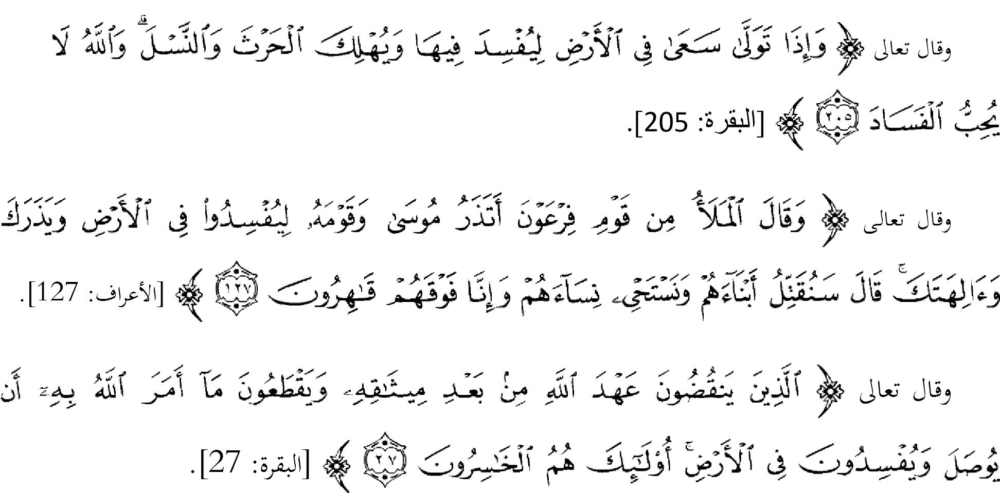 وقال تعالى ﴿ وَإِذَا تَوَلَّىٰ سَعَىٰ فِى ٱلْأَرْضِ لِيُفْسِدَ فِيهَا وَيُهْلِكَ ٱلْحَرْثَ وَٱلنَّسْلَ ۗ وَٱللَّهُ لَا
يُحِبُّ ٱلْفَسَادَ ٢٠٥ ﴾ [البقرة: 205].
وقال تعالى ﴿ وَقَالَ ٱلْمَلَأُ مِن قَوْمِ فِرْعَوْنَ أَتَذَرُ مُوسَىٰ وَقَوْمَهُۥ لِيُفْسِدُوا۟ فِى ٱلْأَرْضِ وَيَذَرَكَ
وَءَالِهَتَكَ ۚ قَالَ سَنُقَتِّلُ أَبْنَآءَهُمْ وَنَسْتَحْىِۦ نِسَآءَهُمْ وَإِنَّا فَوْقَهُمْ قَـٰهِرُونَ ١٢٧ ﴾ [الأعراف: 127].
وقال تعالى ﴿ ٱلَّذِينَ يَنقُضُونَ عَهْدَ ٱللَّهِ مِنۢ بَعْدِ مِيثَـٰقِهِۦ وَيَقْطَعُونَ مَآ أَمَرَ ٱللَّهُ بِهِۦٓ أَن
يُوصَلَ وَيُفْسِدُونَ فِى ٱلْأَرْضِ ۚ أُو۟لَـٰٓئِكَ هُمُ ٱلْخَـٰسِرُونَ ٢٧ ﴾ [البقرة: 27].